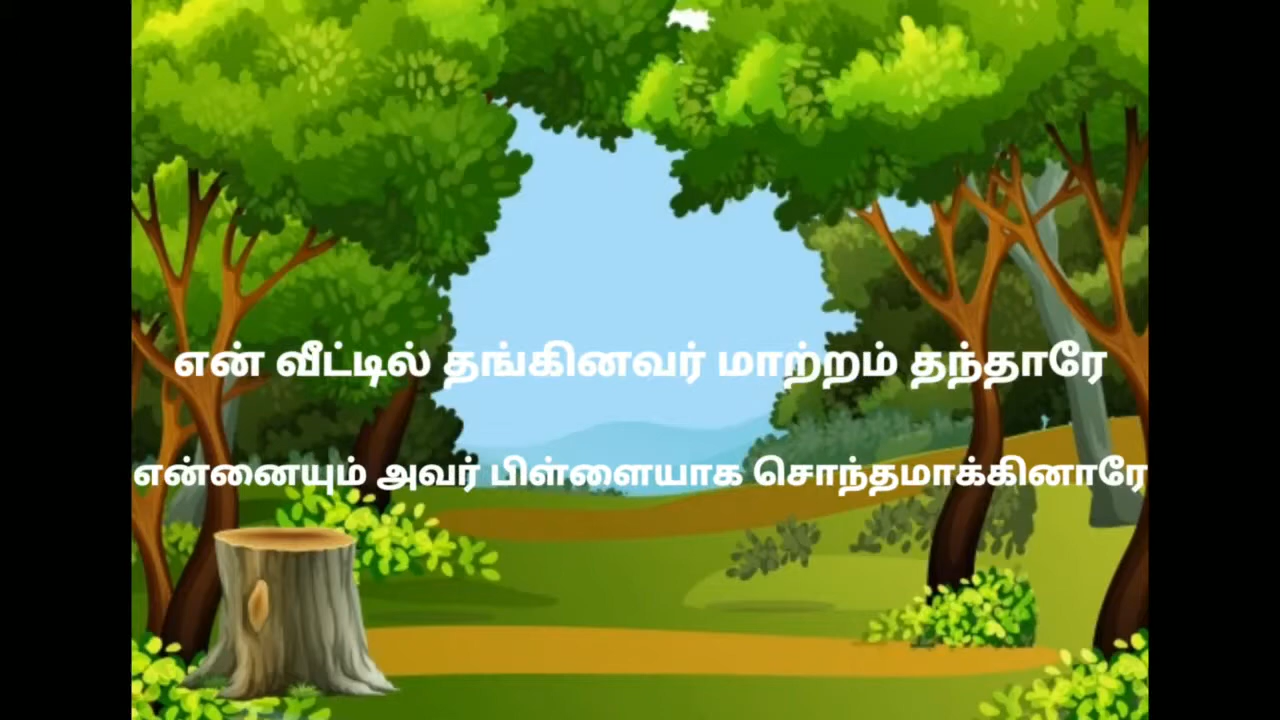 என் வீட்டில் தங்கினவர் மாற்றம் தந்தாரே
என்னையும் அவர் பிள்ளையாக சொந்தமாக்கினாரே